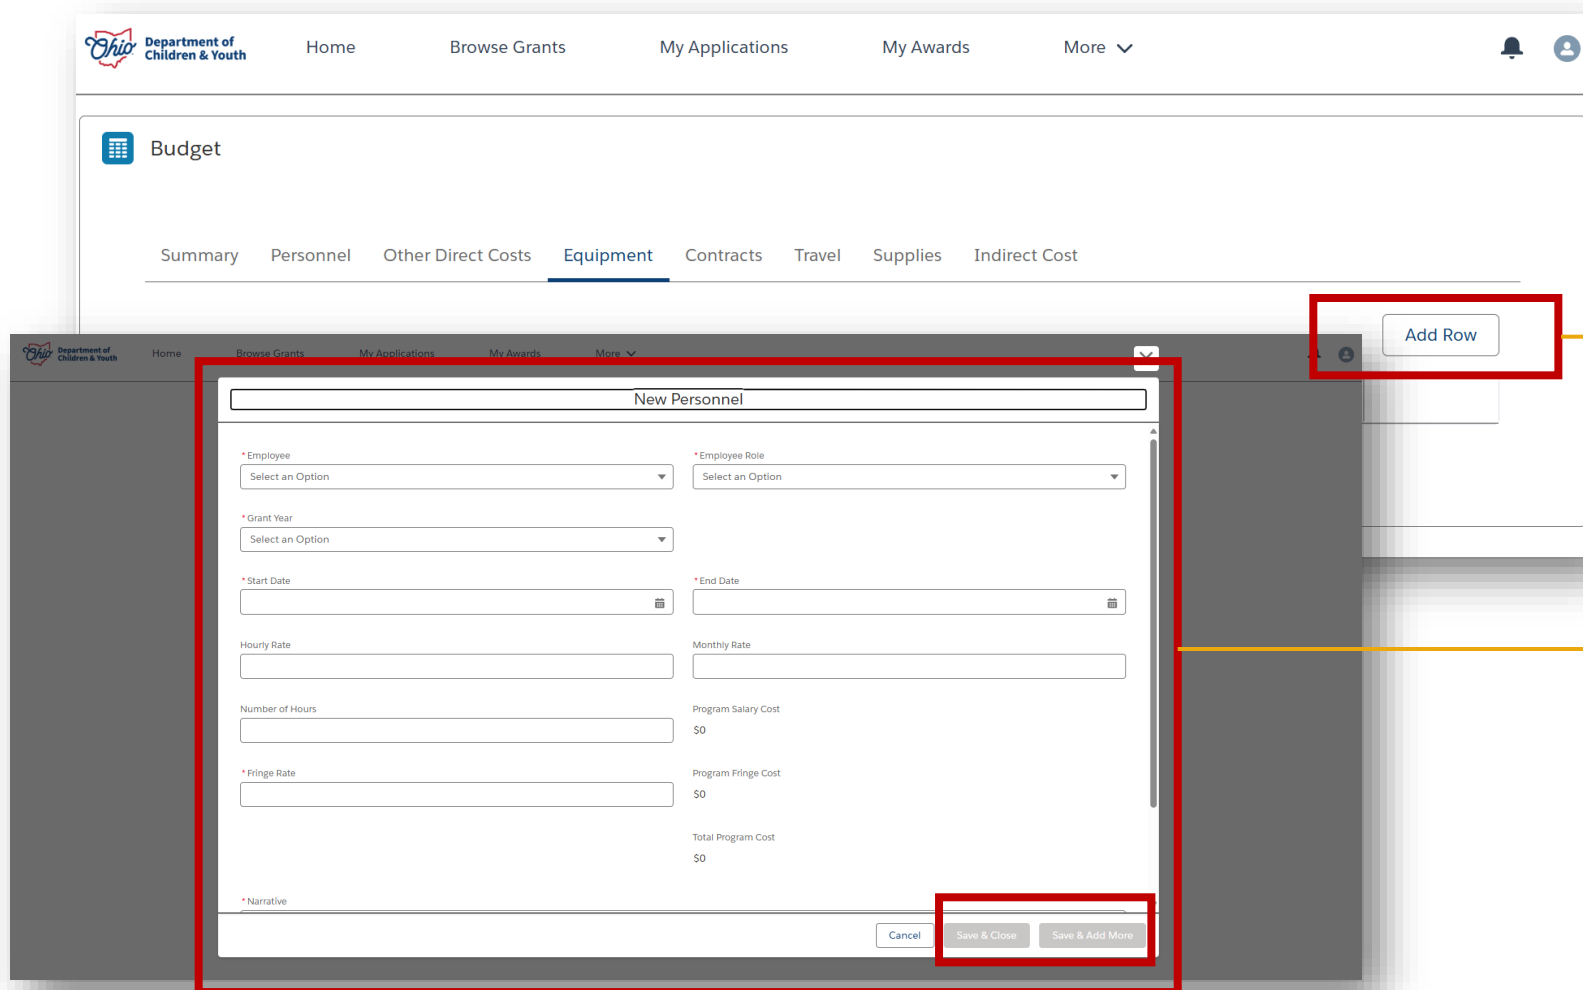 Ohio Department of Children & Youth
Home Browse Grants My Applications My Awards More
Budget
Summary Personnel Other Direct Costs Equipment Contracts Travel Supplies Indirect Cost
Add Row
Ohio Department of Children & Youth
Home Browse Grants My Applications My Awards More
New Personnel
* Employee * Employee Role
Select an Option Select an Option
* Grant Year
Select an Option
* Start Date * End Date
Hourly Rate Monthly Rate
Number of Hours Program Salary Cost
$0
* Fringe Rate Program Fringe Cost
$0
Total Program Cost
$0
* Narrative
Cancel Save & Close Save & Add More